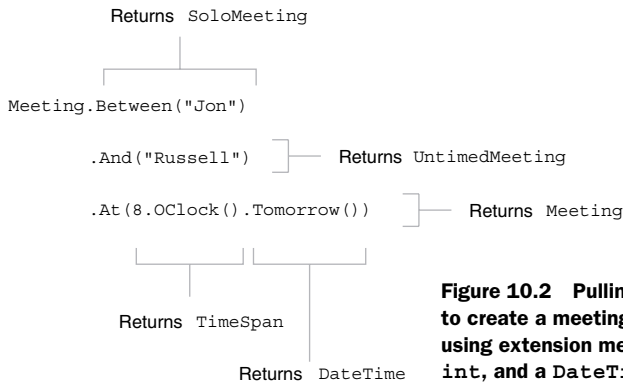 Returns SoloMeeting
Meeting.Between("Jon")
.And("Russell")
Returns UntimedMeeting
.At(8.OClock().Tomorrow())
Returns Meeting
Returns TimeSpan
Returns DateTime
Figure 10.2 Pullin
to create a meeting
using extension me
int, and a DateTi